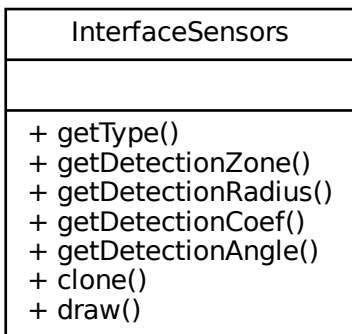 InterfaceSensors
+ getType()
+ getDetectionZone()
+ getDetectionRadius()
+ getDetectionCoef()
+ getDetectionAngle()
+ clone()
+ draw()